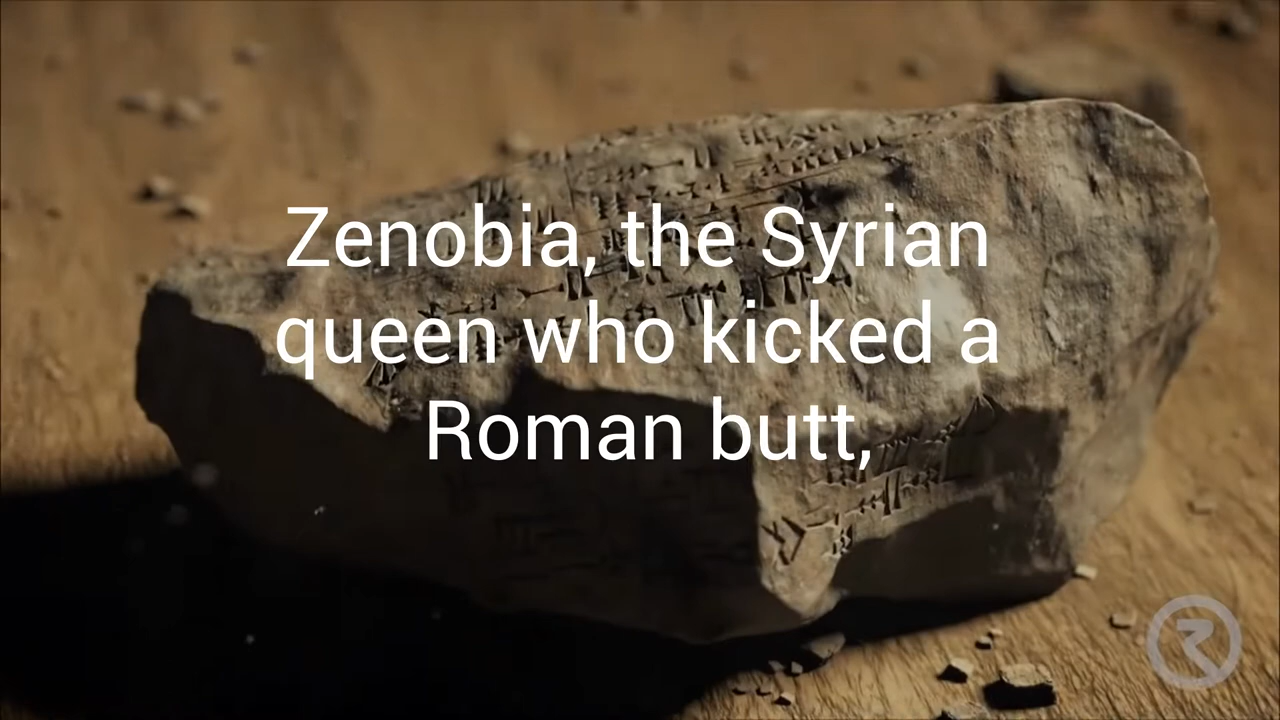 Zenobia, the Syrian
queen who kicked a
Roman butt,